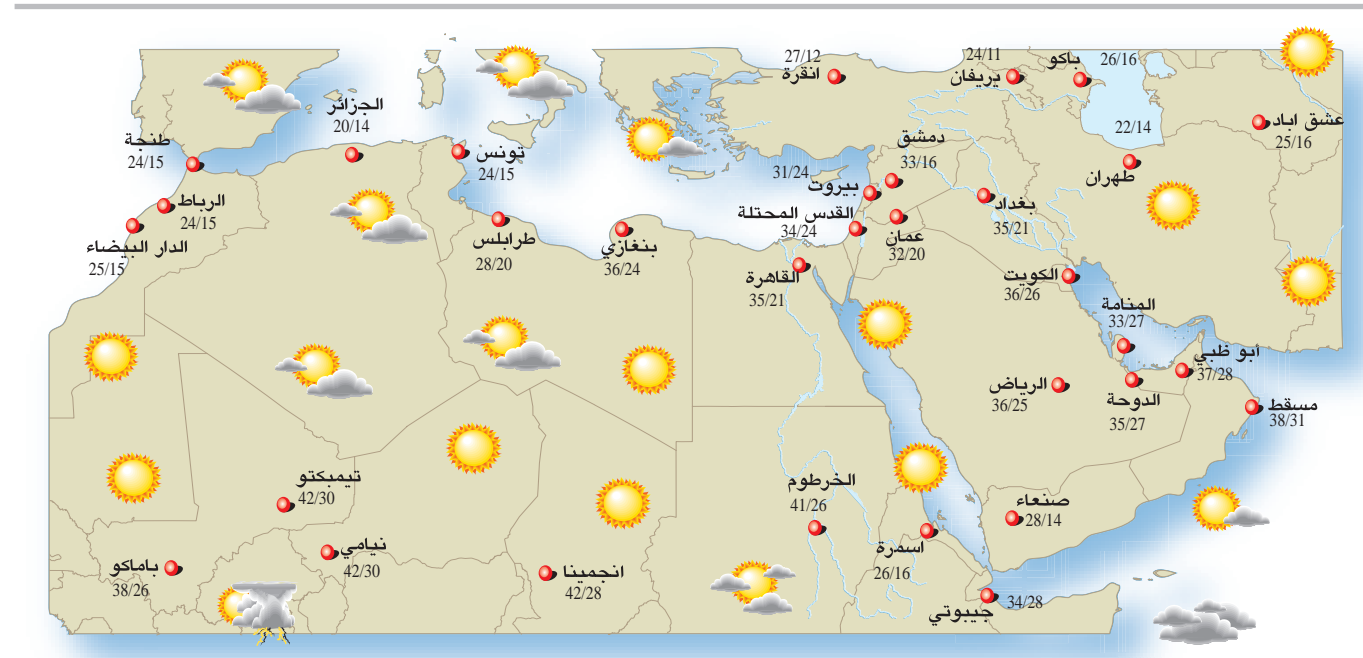 27/12
انقرة
24/11
يريفان
باكو
26/16
عشق اباد
25/16
22/14
طهران
الجزائر
20/14
طنجة
24/15
تونس
24/15
دمشق
33/16
31/24
بيروت
بغداد
35/21
الرباط
24/15
الدار البيضاء
25/15
طرابلس
28/20
بنغازي
36/24
القدس المحتلة
34/24
عمان
32/20
القاهرة
35/21
الكويت
36/26
المنامة
33/27
أبو ظبي
37/28
الرياض
36/25
الدوحة
35/27
مسقط
38/31
تيمبكتو
42/30
الخرطوم
41/26
صنعاء
28/14
اسمرة
26/16
باماكو
38/26
نيامي
42/30
انجمينا
42/28
34/28
جيبوتي